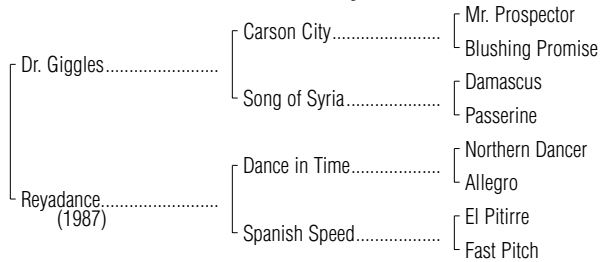 Mr. Prospector
Carson City
Blushing Promise
Dr. Giggles
Damascus
Song of Syria
Passerine
Northern Dancer
Dance in Time
Allegro
Reyadance
(1987)
El Pitirre
Spanish Speed
Fast Pitch